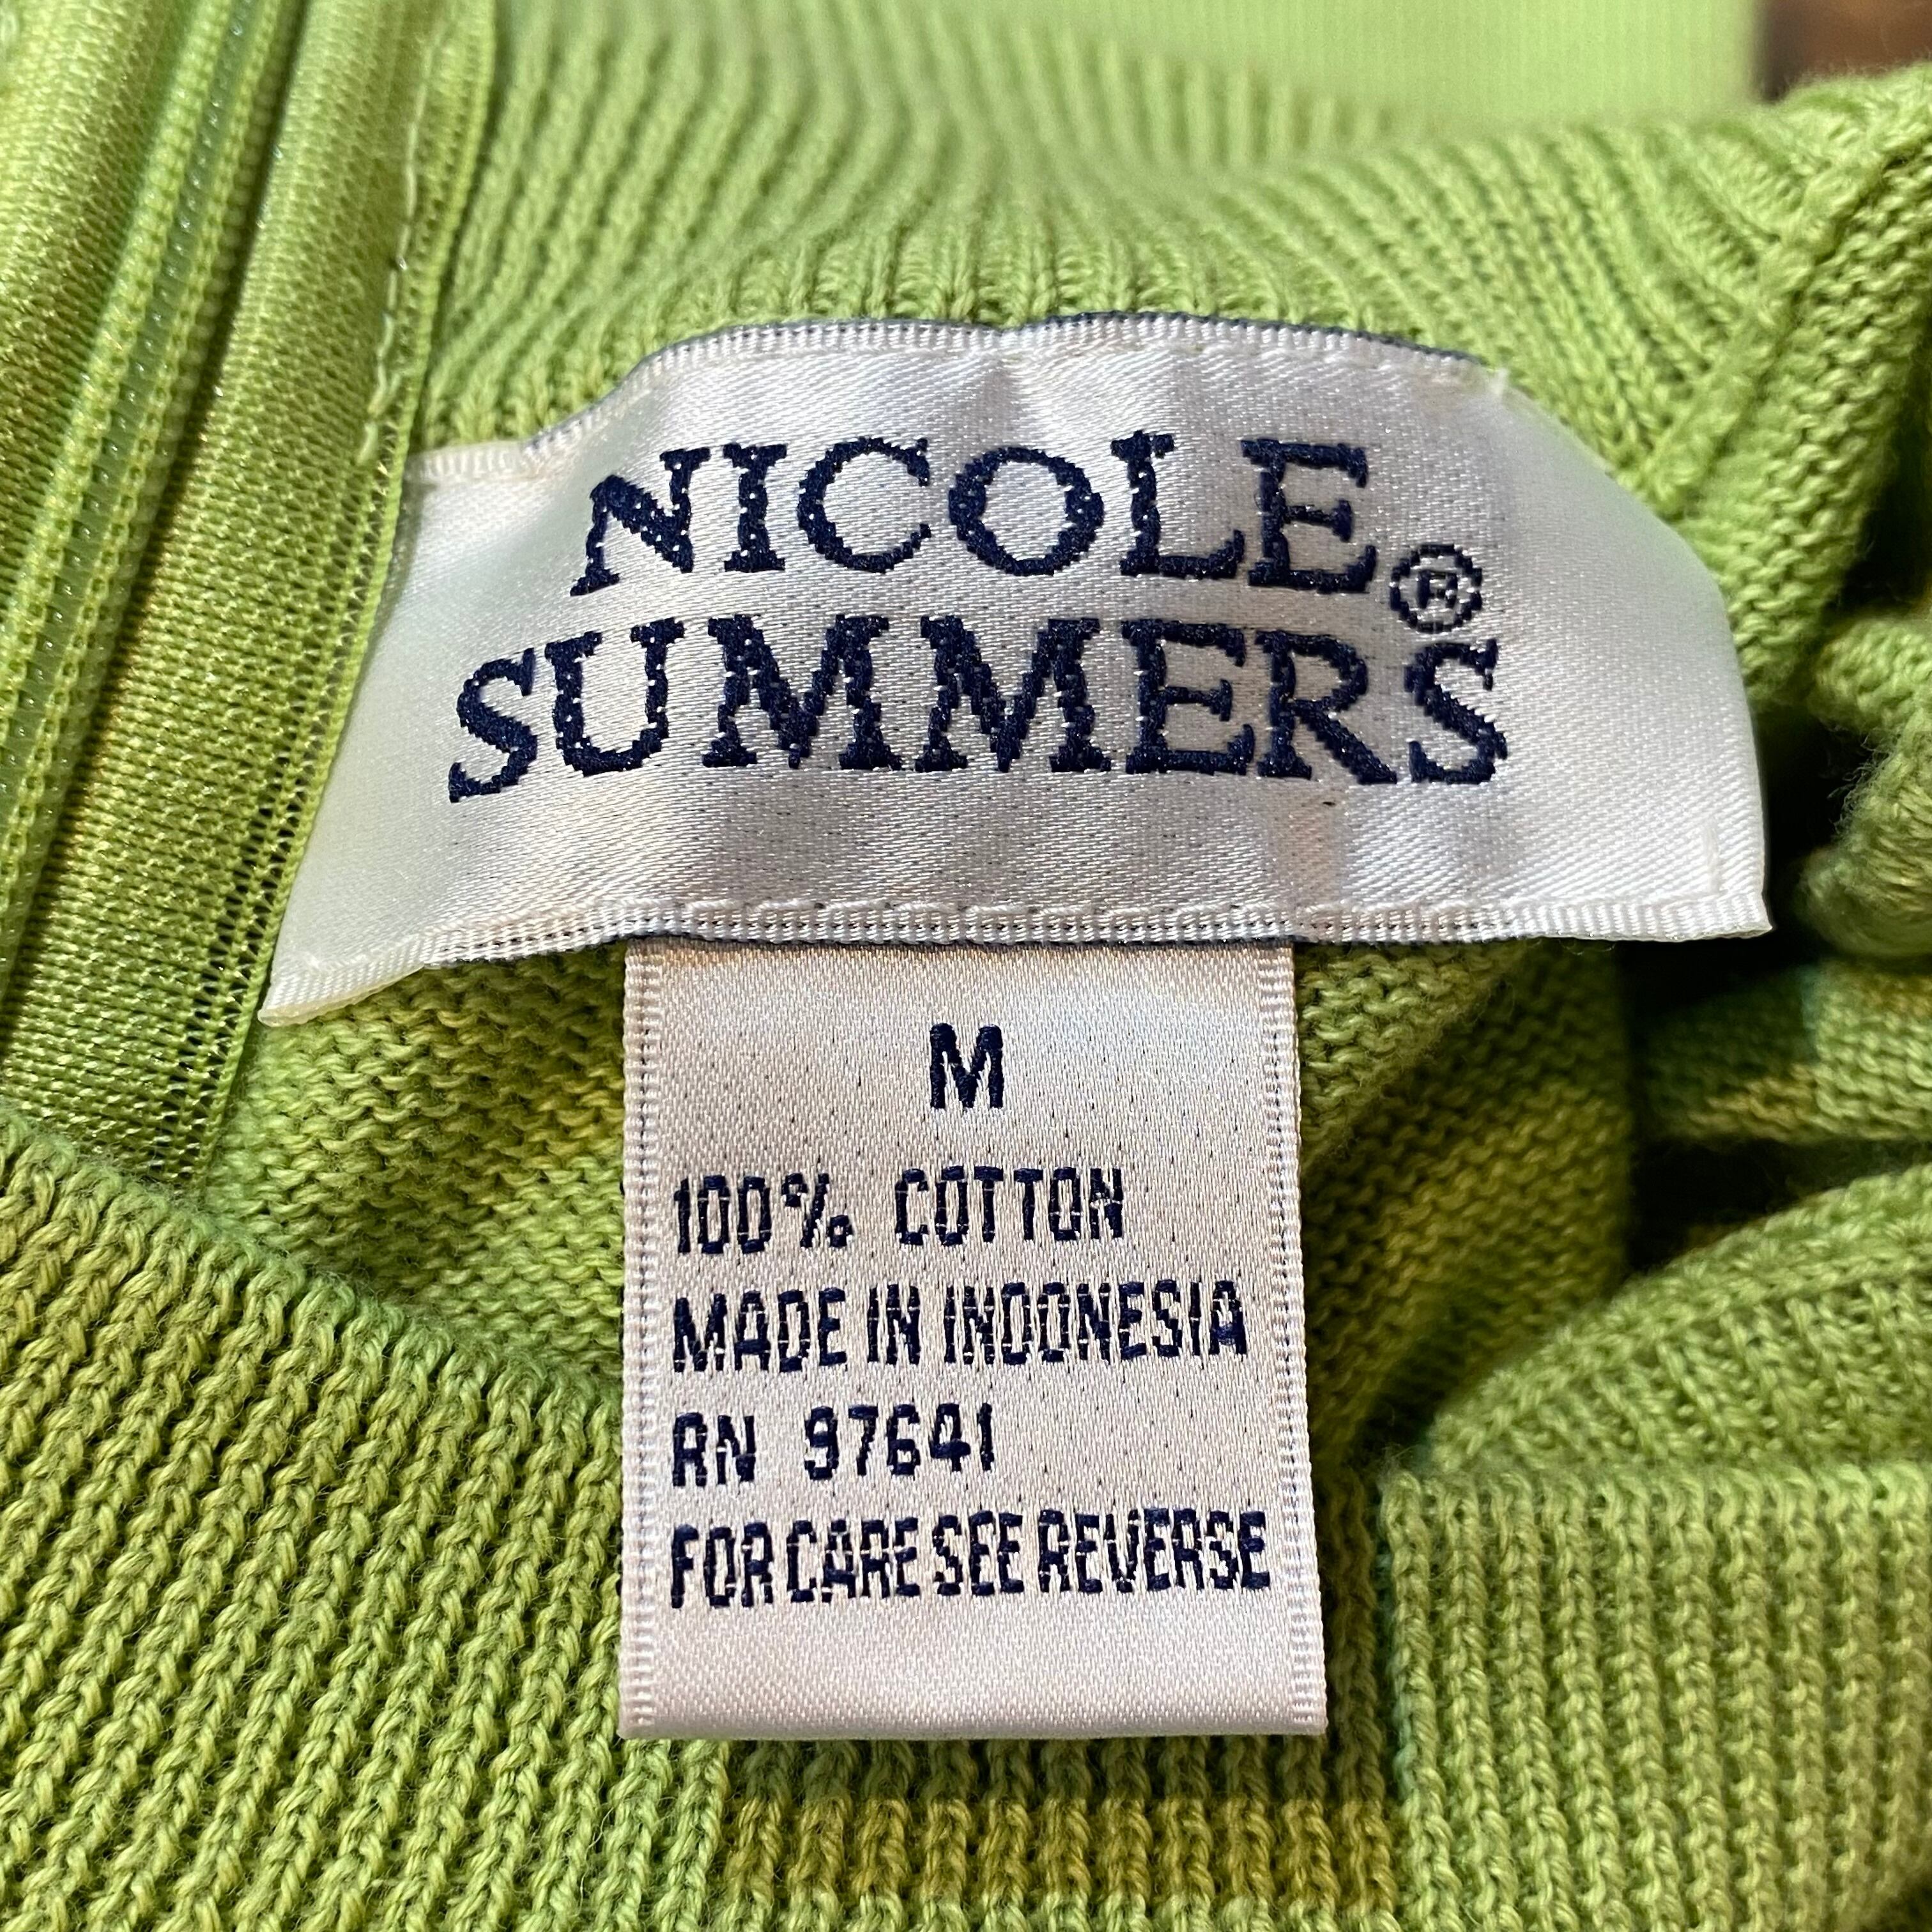 NICOLE®
SUMMERS
M
100% COTTON
MADE IN INDONESIA
RN 97641
FOR CARE SEE REVERSE